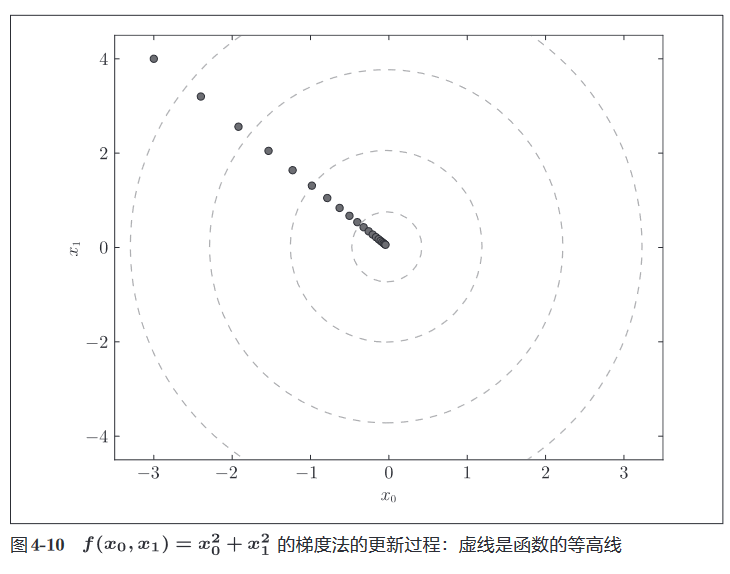 4
2
0
−2
−4
x₁
−3 −2 −1 0 1 2 3
x₀
图4-10 f(x₀, x₁) = x₀² + x₁² 的梯度法的更新过程：虚线是函数的等高线